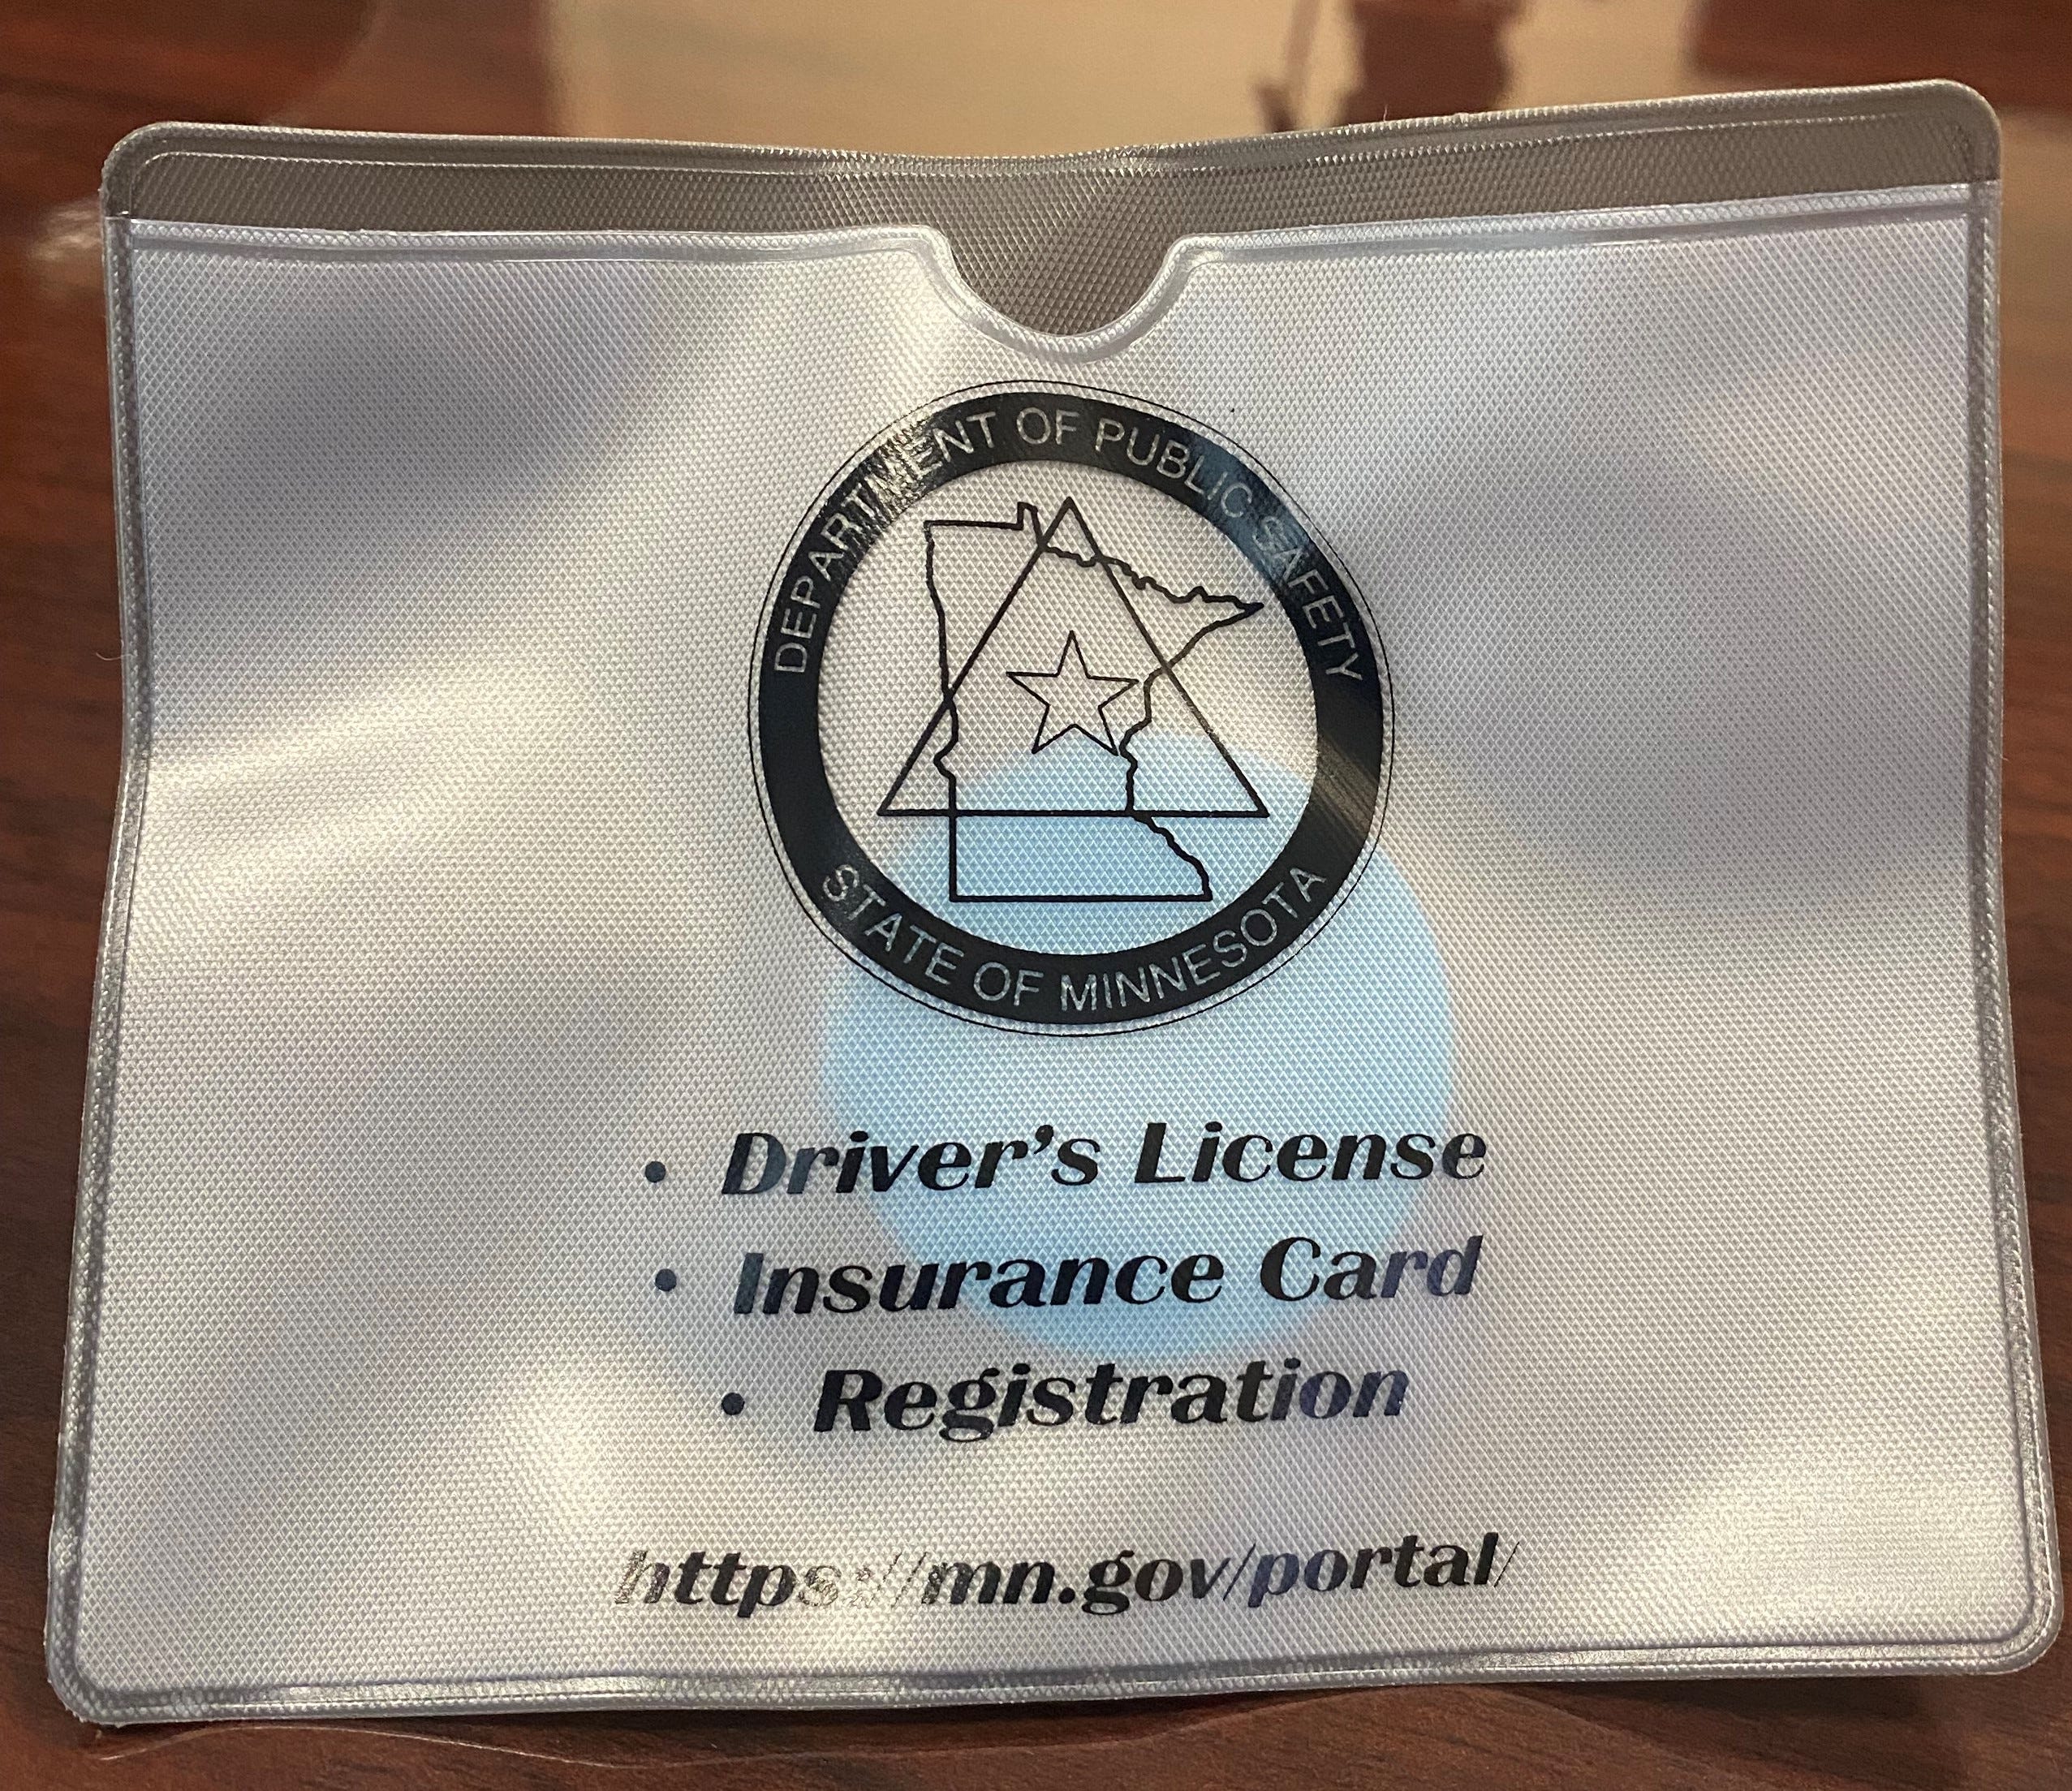 DEPARTMENT OF PUBLIC SAFETY
STATE OF MINNESOTA
• Driver's License
• Insurance Card
• Registration
https://mn.gov/portal/